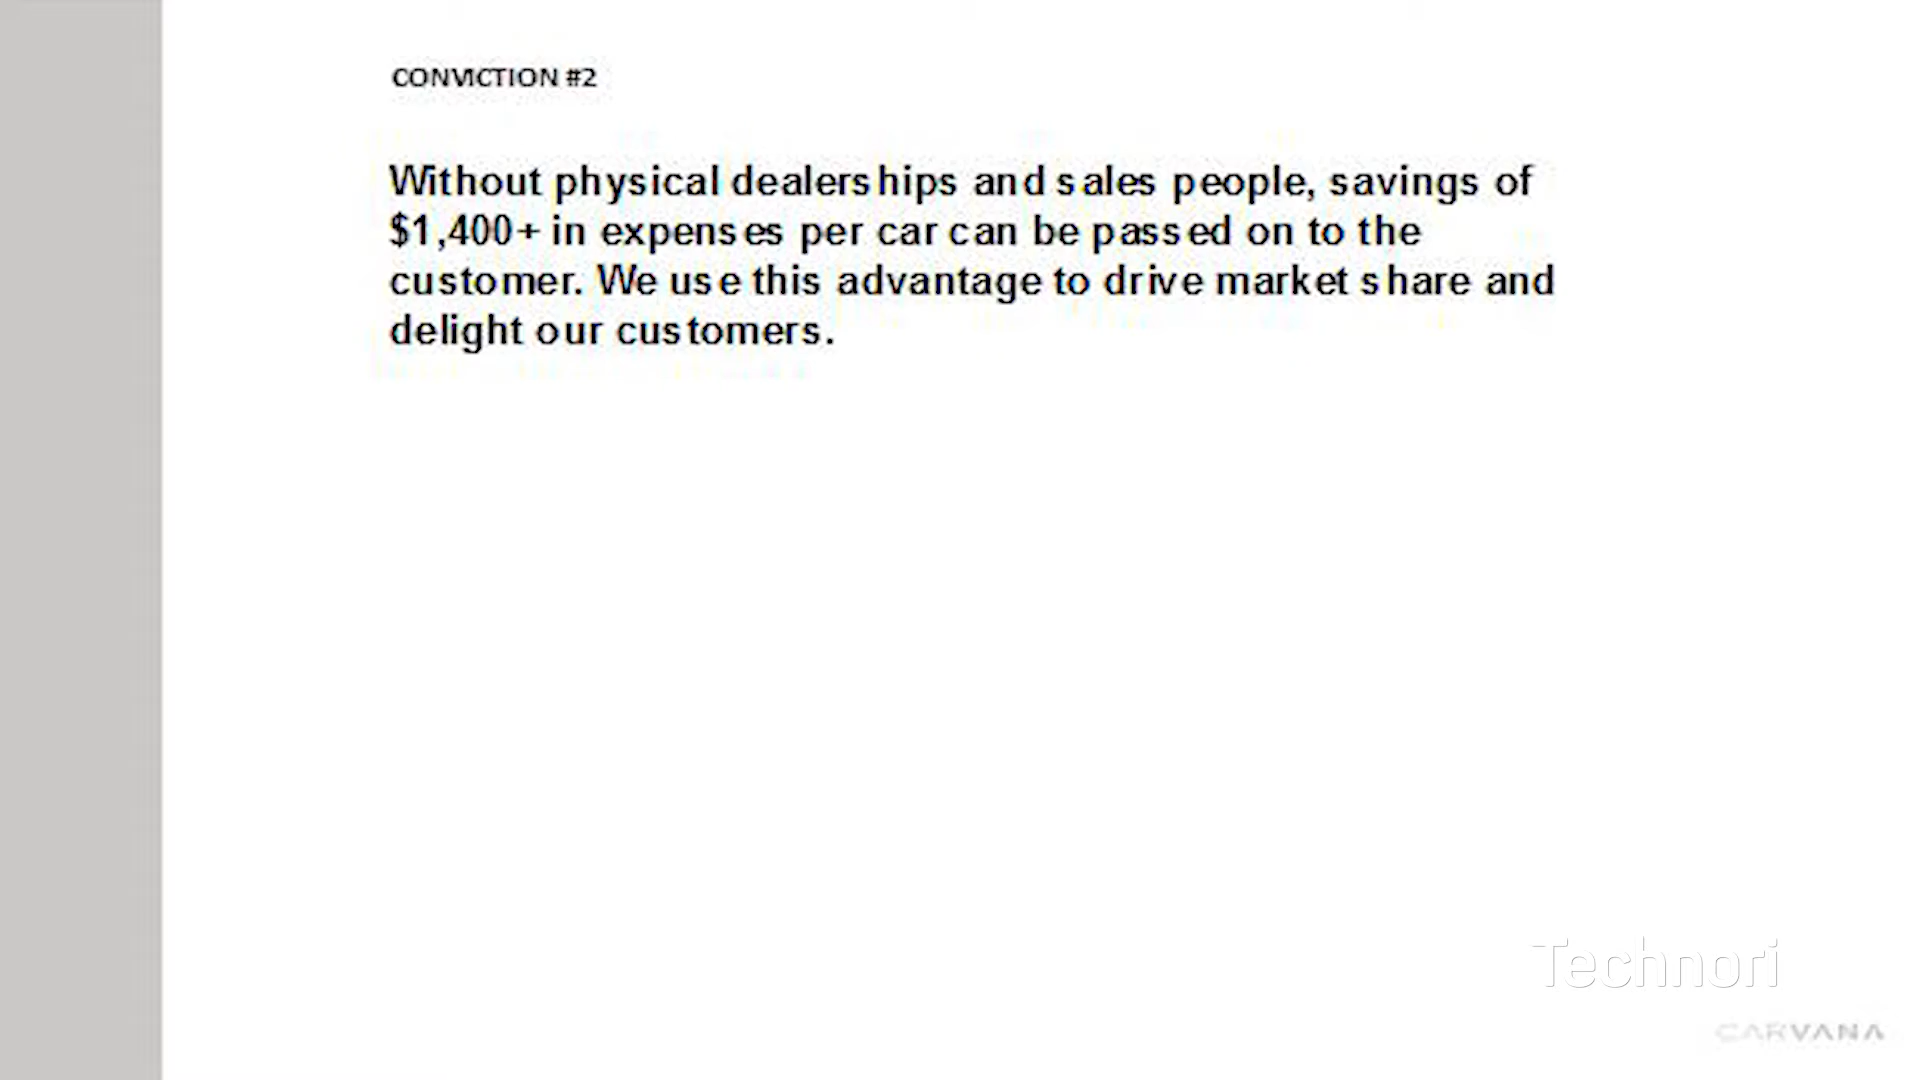 CONVICTION #2
Without physical dealerships and sales people, savings of
$1,400+ in expenses per car can be passed on to the
customer. We use this advantage to drive market share and
delight our customers.
Technori
CARVANA